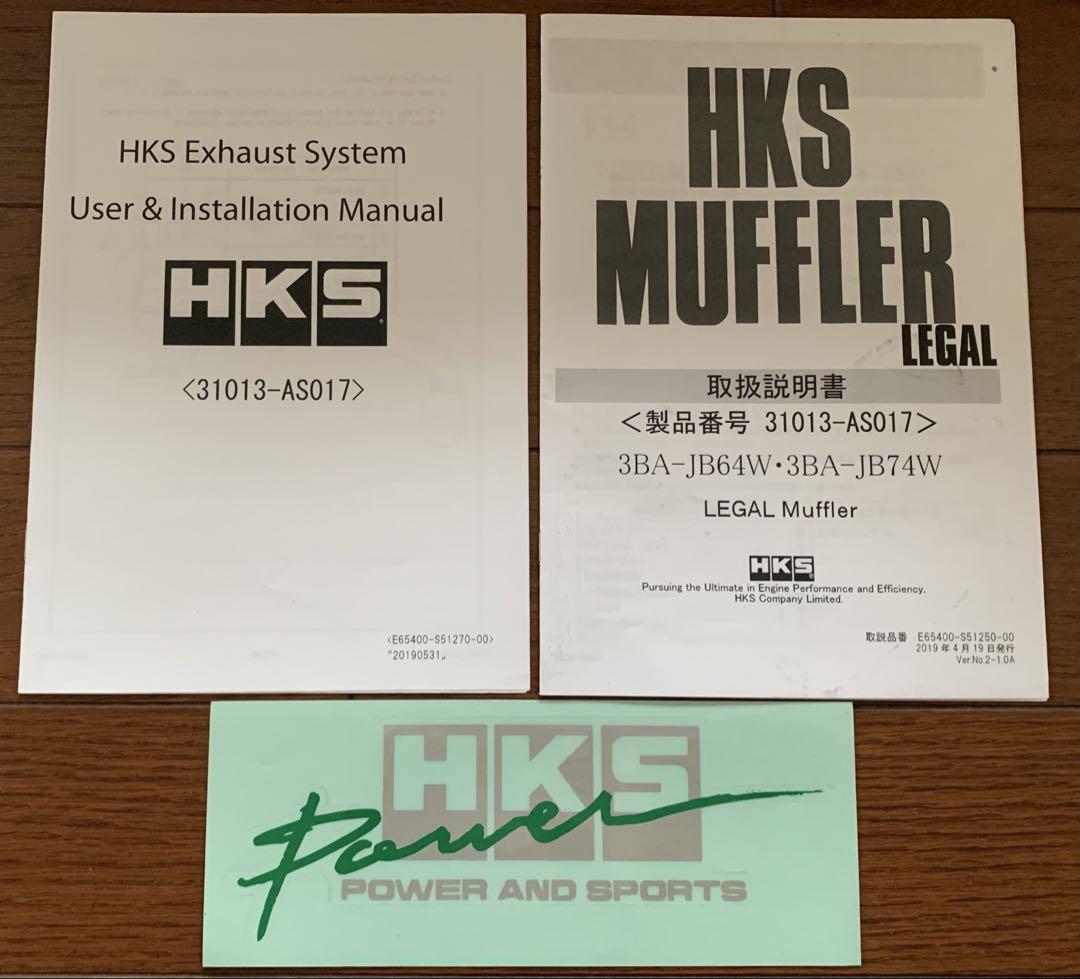 HKS Exhaust System
User & Installation Manual
HKS
<31013-AS017>
<E65400-S51270-00>
"20190531„
HKS
MUFFLER
LEGAL
取扱説明書
＜製品番号 31013-AS017＞
3BA-JB64W・3BA-JB74W
LEGAL Muffler
HKS
Pursuing the Ultimate in Engine Performance and Efficiency.
HKS Company Limited.
取説品番 E65400-S51250-00
2019年4月19日発行
Ver.No.2-1.0A
HKS
Power
POWER AND SPORTS